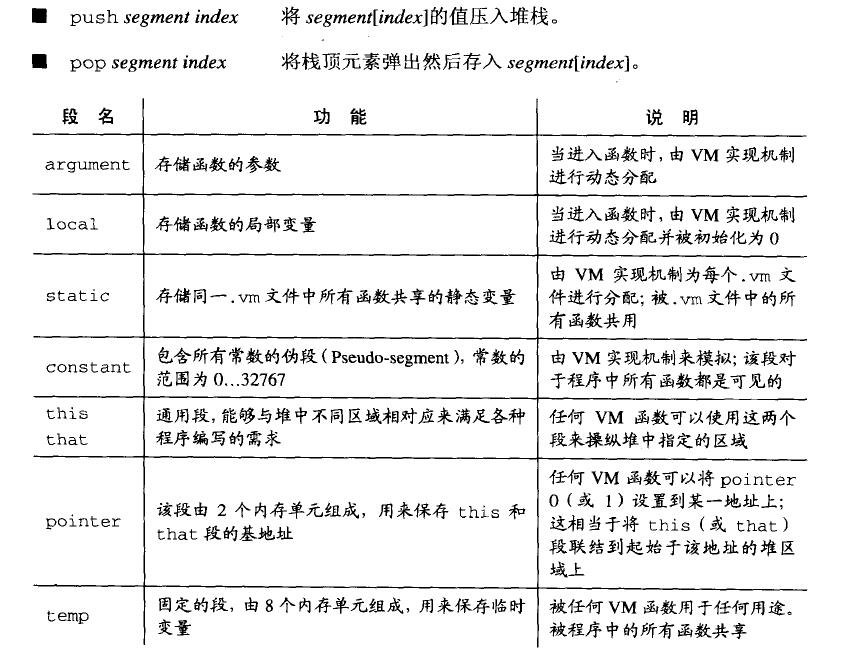 ■ push segment index 将 segment[index]的值压入堆栈。
■ pop segment index 将栈顶元素弹出然后存入 segment[index]。
段 名 功 能 说 明
argument 存储函数的参数 当进入函数时,由 VM 实现机制
进行动态分配
local 存储函数的局部变量 当进入函数时,由 VM 实现机制
进行动态分配并被初始化为 0
static 存储同一.vm 文件中所有函数共享的静态变量 由 VM 实现机制为每个.vm 文
件进行分配;被.vm 文件中的所
有函数共用
constant 包含所有常数的伪段(Pseudo-segment),常数的
范围为 0...32767
由 VM 实现机制来模拟;该段对
于程序中所有函数都是可见的
this
that
通用段,能够与堆中不同区域相对应来满足各种
程序编写的需求
任何 VM 函数可以使用这两个
段来操纵堆中指定的区域
pointer 该段由 2 个内存单元组成,用来保存 this 和
that 段的基地址
任何 VM 函数可以将 pointer
0(或 1)设置到某一地址上;
这相当于将 this(或 that)
段联结到起始于该地址的堆区
域上
temp 固定的段,由 8 个内存单元组成,用来保存临时
变量
被任何 VM 函数用于任何用途。
被程序中的所有函数共享